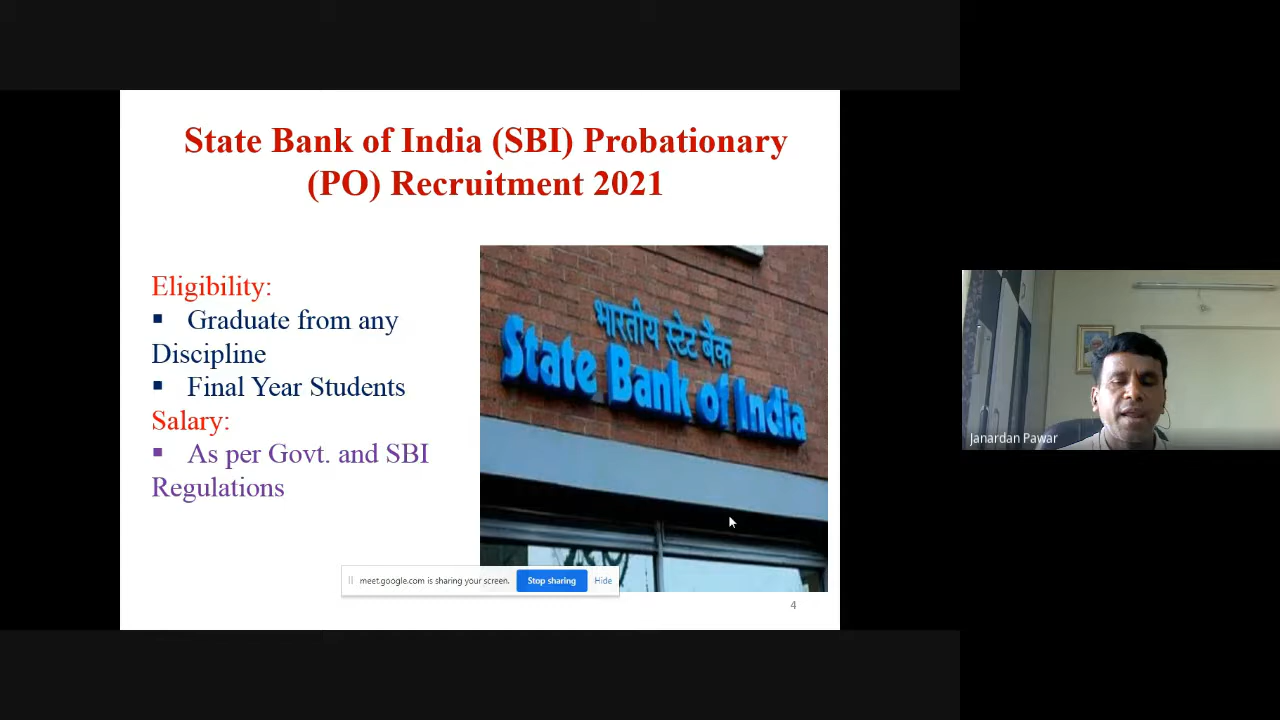 State Bank of India (SBI) Probationary
(PO) Recruitment 2021
Eligibility:
▪ Graduate from any
Discipline
▪ Final Year Students
Salary:
▪ As per Govt. and SBI
Regulations
भारतीय स्टेट बैंक
State Bank of India
meet.google.com is sharing your screen.
Stop sharing
Hide
4
Janardan Pawar